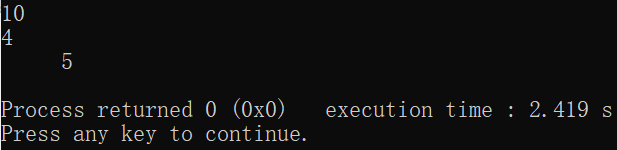 10
4
     5

Process returned 0 (0x0)   execution time : 2.419 s
Press any key to continue.